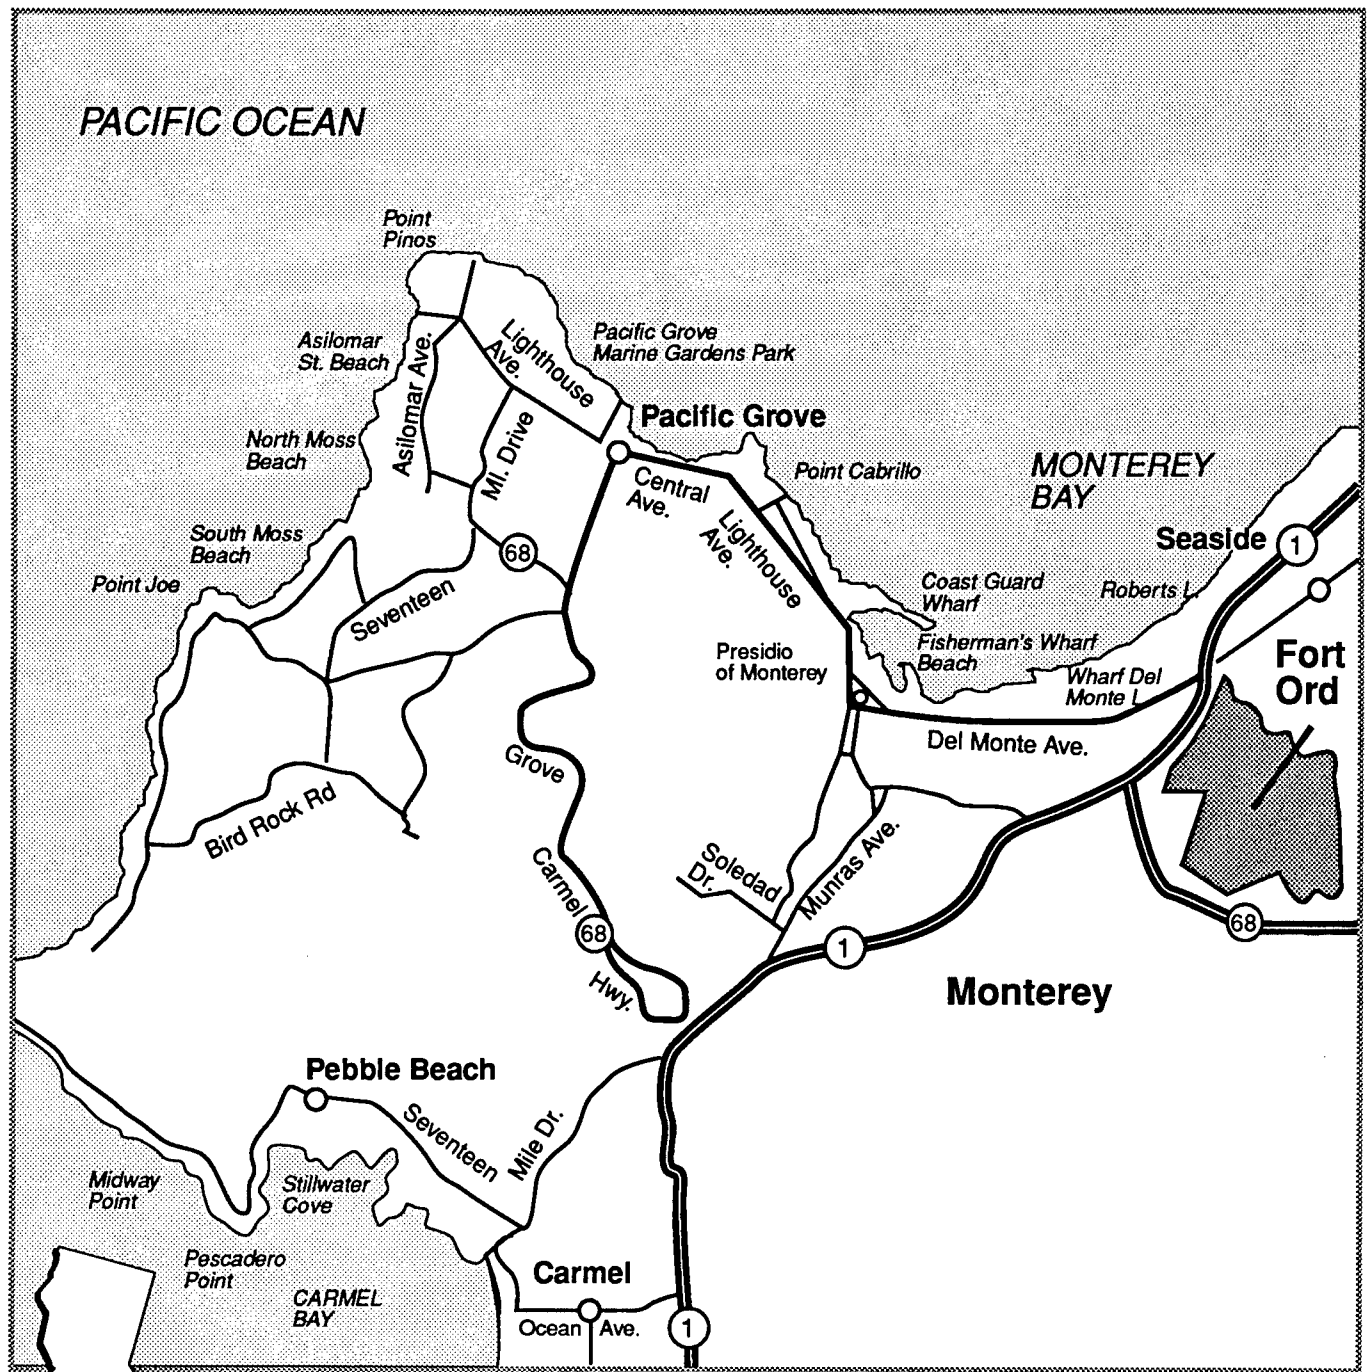 PACIFIC OCEAN
Point
Pinos
Asilomar
St. Beach
Asilomar Ave.
Lighthouse
Ave.
Pacific Grove
Marine Gardens Park
Pacific Grove
North Moss
Beach
Ml. Drive
Central
Ave.
Point Cabrillo
MONTEREY
BAY
Lighthouse
Ave.
South Moss
Beach
68
Seaside
1
Point Joe
Seventeen
Coast Guard
Wharf
Roberts L.
Presidio
of Monterey
Fisherman's Wharf
Beach
Wharf Del
Monte L
Fort
Ord
Del Monte Ave.
Grove
Bird Rock Rd
Carmel
68
Hwy.
Soledad
Dr.
Munras Ave.
1
68
Monterey
Pebble Beach
Seventeen
Mile Dr.
Midway
Point
Stillwater
Cove
Pescadero
Point
CARMEL
BAY
Carmel
Ocean Ave.
1